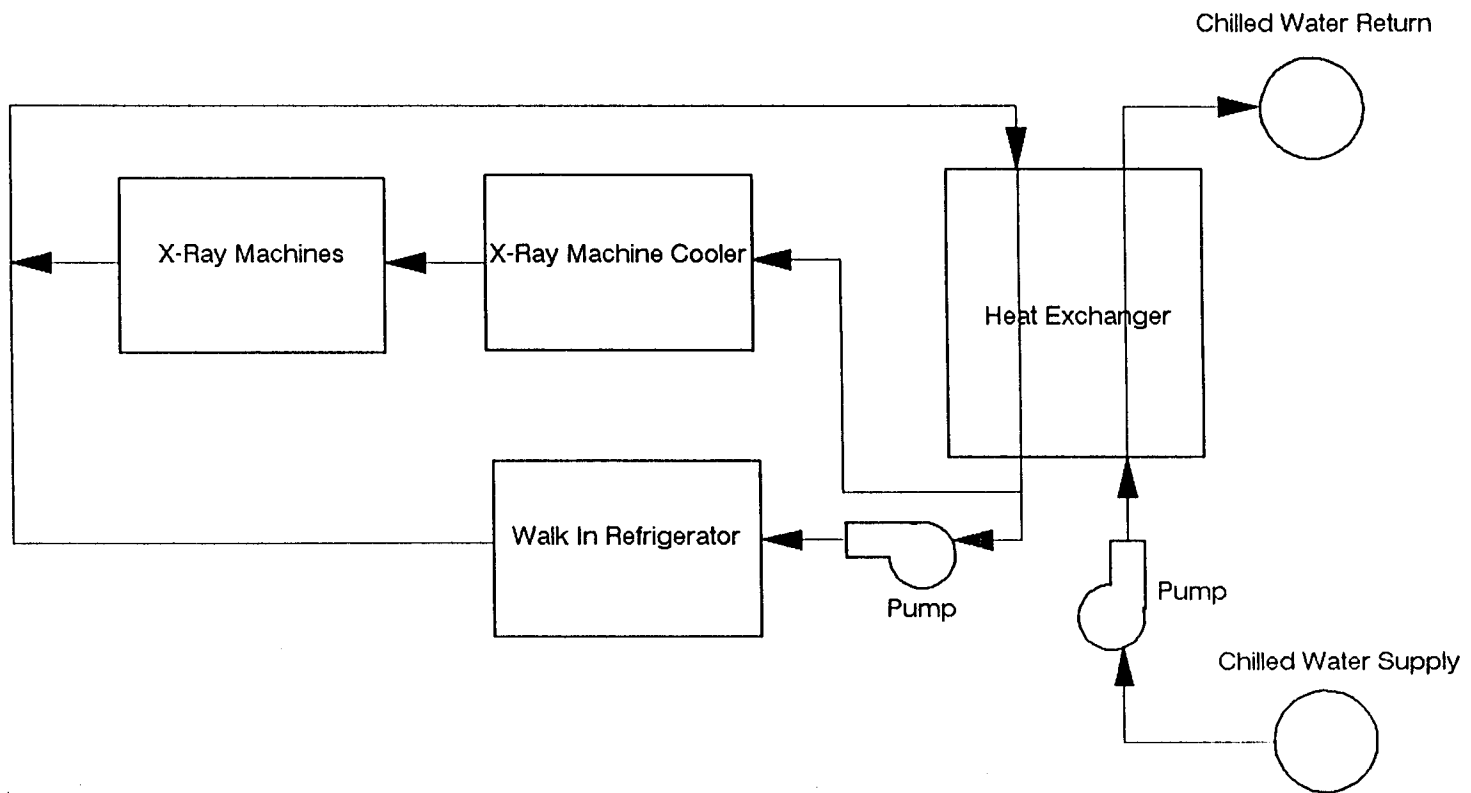 Chilled Water Return
X-Ray Machines
X-Ray Machine Cooler
Heat Exchanger
Walk In Refrigerator
Pump
Pump
Chilled Water Supply